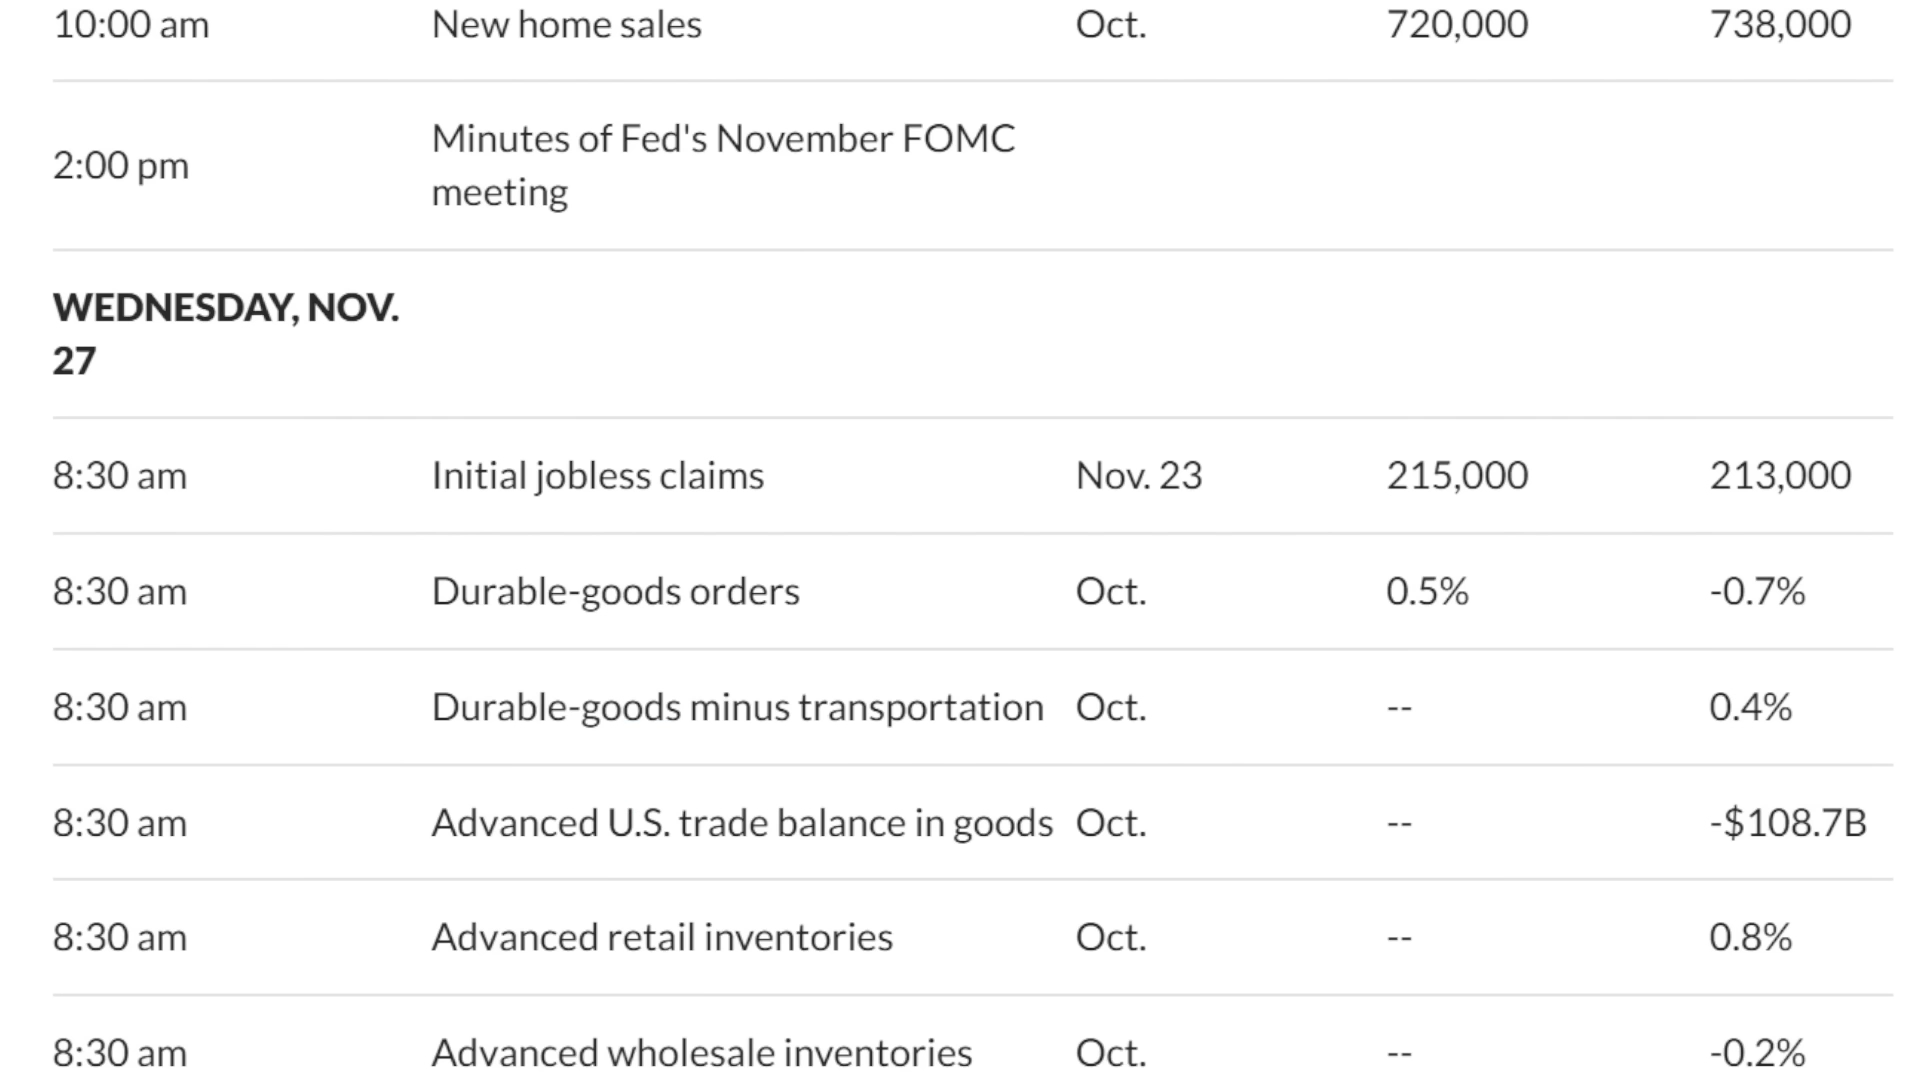 10:00 am New home sales Oct. 720,000 738,000
2:00 pm Minutes of Fed's November FOMC
meeting
WEDNESDAY, NOV.
27
8:30 am Initial jobless claims Nov. 23 215,000 213,000
8:30 am Durable-goods orders Oct. 0.5% -0.7%
8:30 am Durable-goods minus transportation Oct. -- 0.4%
8:30 am Advanced U.S. trade balance in goods Oct. -- -$108.7B
8:30 am Advanced retail inventories Oct. -- 0.8%
8:30 am Advanced wholesale inventories Oct. -- -0.2%